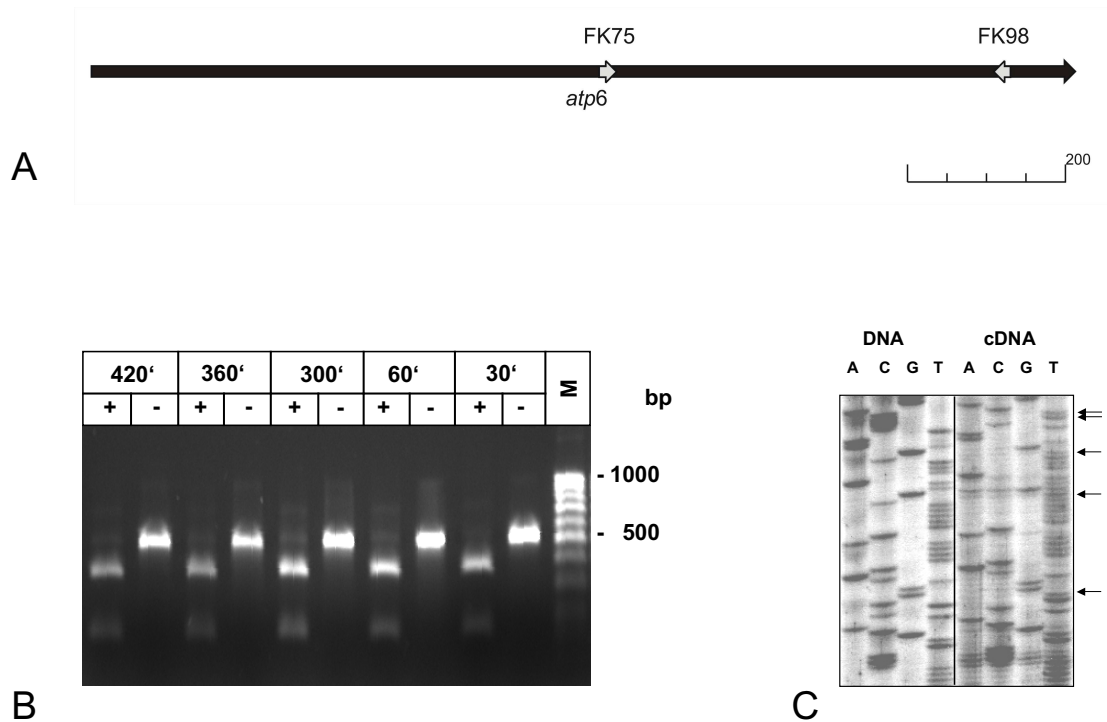 FK75 FK98
atp6
200
A
420‘ 360‘ 300‘ 60‘ 30‘ M
+ - + - + - + - + -
bp
- 1000
- 500
B
DNA cDNA
A C G T A C G T
C